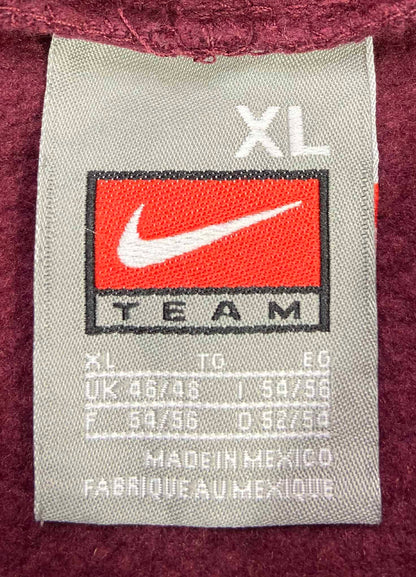 XL
TEAM
XL TG EG
UK 46/48 I 54/56
F 54/56 D 52/54
MADE IN MEXICO
FABRIQUE AU MEXIQUE